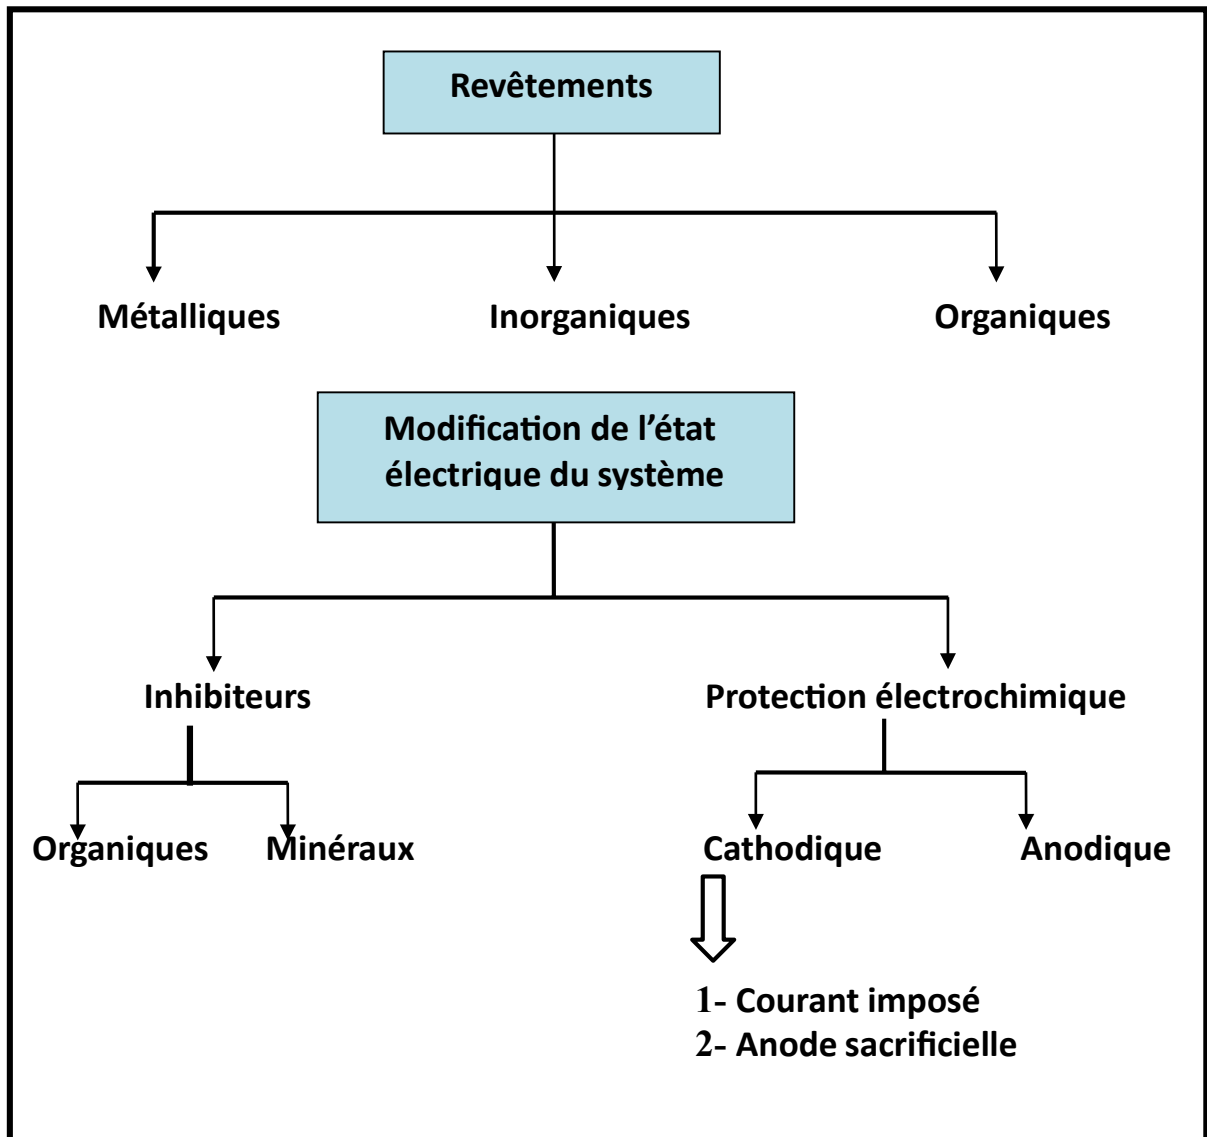 Revêtements
Métalliques Inorganiques Organiques
Modification de l’état
électrique du système
Inhibiteurs Protection électrochimique
Organiques Minéraux Cathodique Anodique
1- Courant imposé
2- Anode sacrificielle